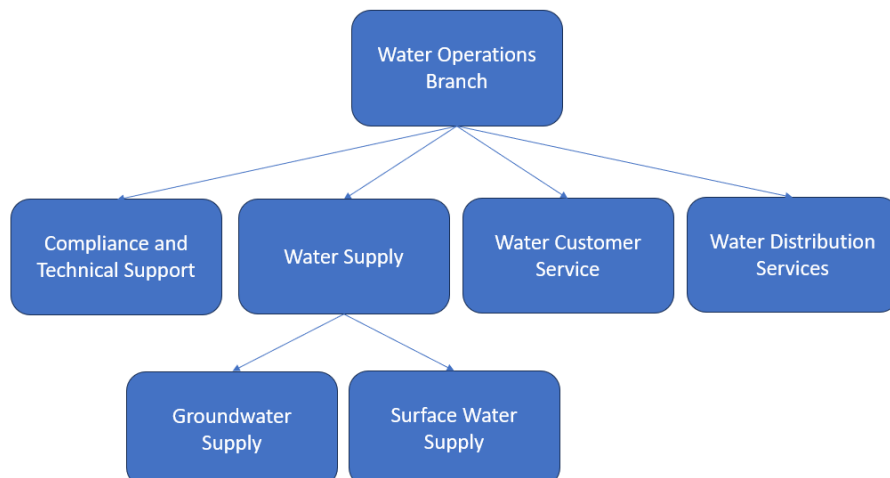 Water Operations
Branch
Compliance and
Technical Support
Water Supply
Water Customer
Service
Water Distribution
Services
Groundwater
Supply
Surface Water
Supply